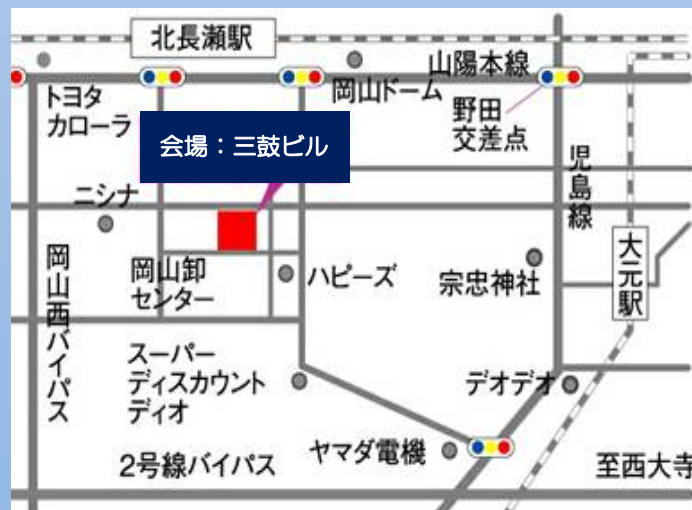 北長瀬駅
山陽本線
トヨタ
カローラ
岡山ドーム
野田
交差点
会場：三鼓ビル
児島線
ニシナ
大元駅
岡山西バイパス
岡山卸
センター
ハピーズ
宗忠神社
スーパー
ディスカウント
ディオ
デオデオ
2号線バイパス
ヤマダ電機
至西大寺